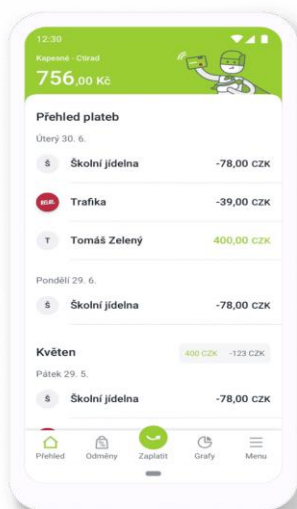 12:30
Kapesné - Ctirad
756,00 Kč
Přehled plateb
Úterý 30. 6.
Š Školní jídelna -78,00 CZK
Trafika -39,00 CZK
T Tomáš Zelený 400,00 CZK
Pondělí 29. 6.
Š Školní jídelna -78,00 CZK
Květen 400 CZK -123 CZK
Pátek 29. 5.
Š Školní jídelna -78,00 CZK
Přehled Odměny Zaplatit Grafy Menu